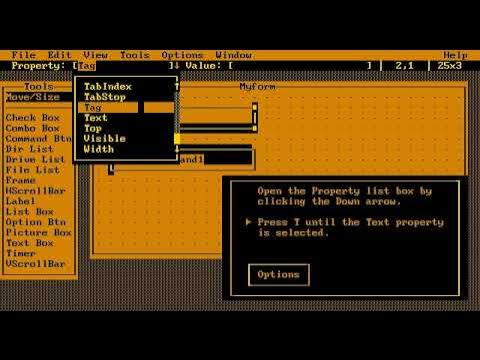 File Edit View Tools Options Window Help
Property: [Tag ]↓ Value: [ ] 2,1 25x3
Tools
Myform
Move/Size
Check Box
Combo Box
Command Btn
Dir List
Drive List
File List
Frame
HScrollBar
Label
List Box
Option Btn
Picture Box
Text Box
Timer
VScrollBar
TabIndex
TabStop
Tag
Text
Top
Visible
Width
and1
Open the Property list box by
clicking the Down arrow.
Press T until the Text property
is selected.
Options